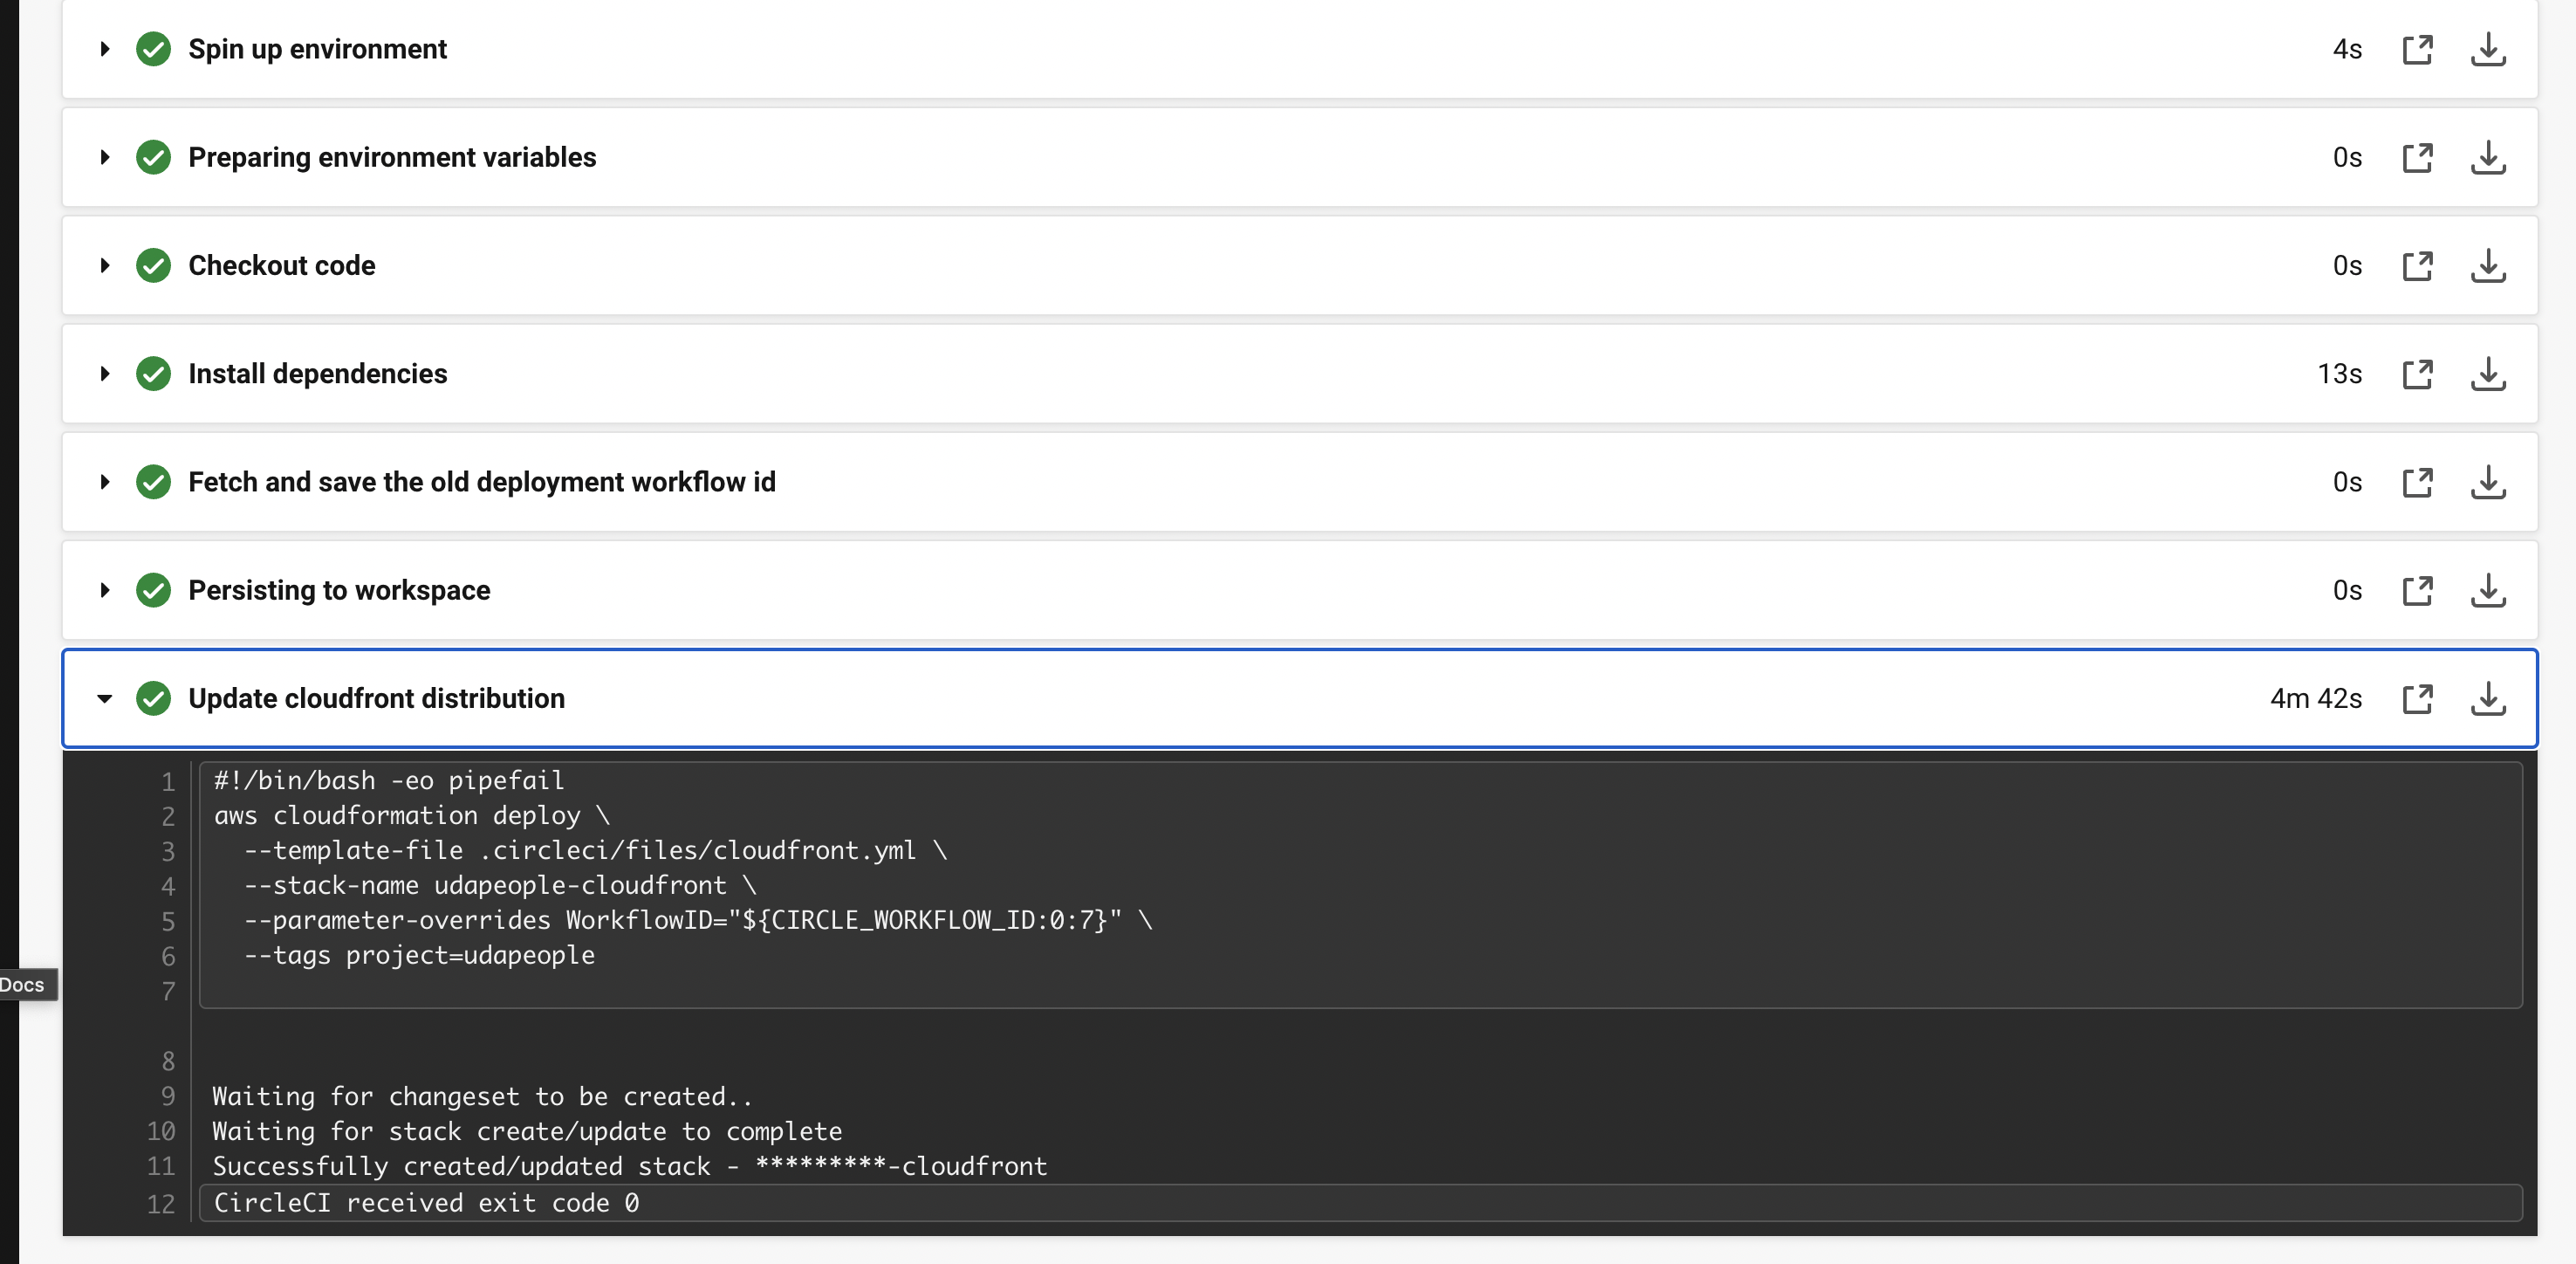 Spin up environment 4s
Preparing environment variables 0s
Checkout code 0s
Install dependencies 13s
Fetch and save the old deployment workflow id 0s
Persisting to workspace 0s
Update cloudfront distribution 4m 42s
1 #!/bin/bash -eo pipefail
2 aws cloudformation deploy \
3   --template-file .circleci/files/cloudfront.yml \
4   --stack-name udapeople-cloudfront \
5   --parameter-overrides WorkflowID="${CIRCLE_WORKFLOW_ID:0:7}" \
6   --tags project=udapeople
Docs
7
8
9 Waiting for changeset to be created..
10 Waiting for stack create/update to complete
11 Successfully created/updated stack - *********-cloudfront
12 CircleCI received exit code 0